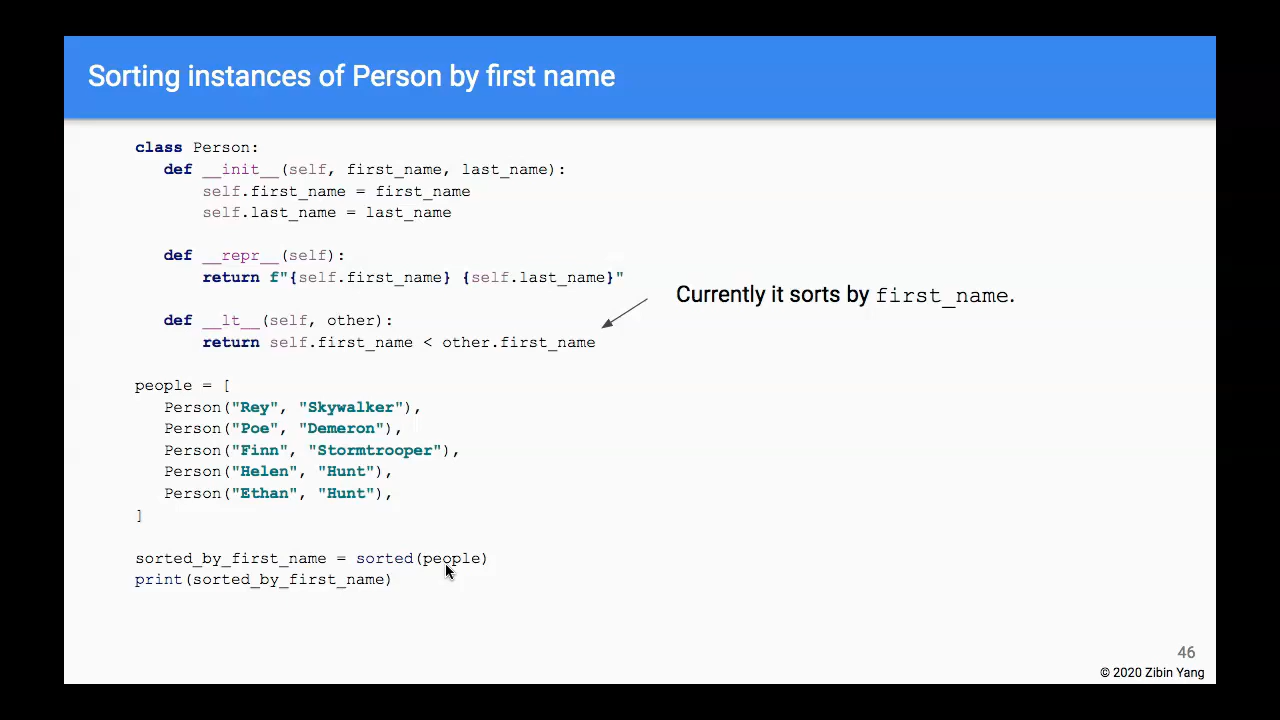 Sorting instances of Person by first name
class Person:
    def __init__(self, first_name, last_name):
        self.first_name = first_name
        self.last_name = last_name
    def __repr__(self):
        return f"{self.first_name} {self.last_name}"
Currently it sorts by first_name.
    def __lt__(self, other):
        return self.first_name < other.first_name
people = [
    Person("Rey", "Skywalker"),
    Person("Poe", "Demeron"),
    Person("Finn", "Stormtrooper"),
    Person("Helen", "Hunt"),
    Person("Ethan", "Hunt"),
]
sorted_by_first_name = sorted(people)
print(sorted_by_first_name)
46
© 2020 Zibin Yang